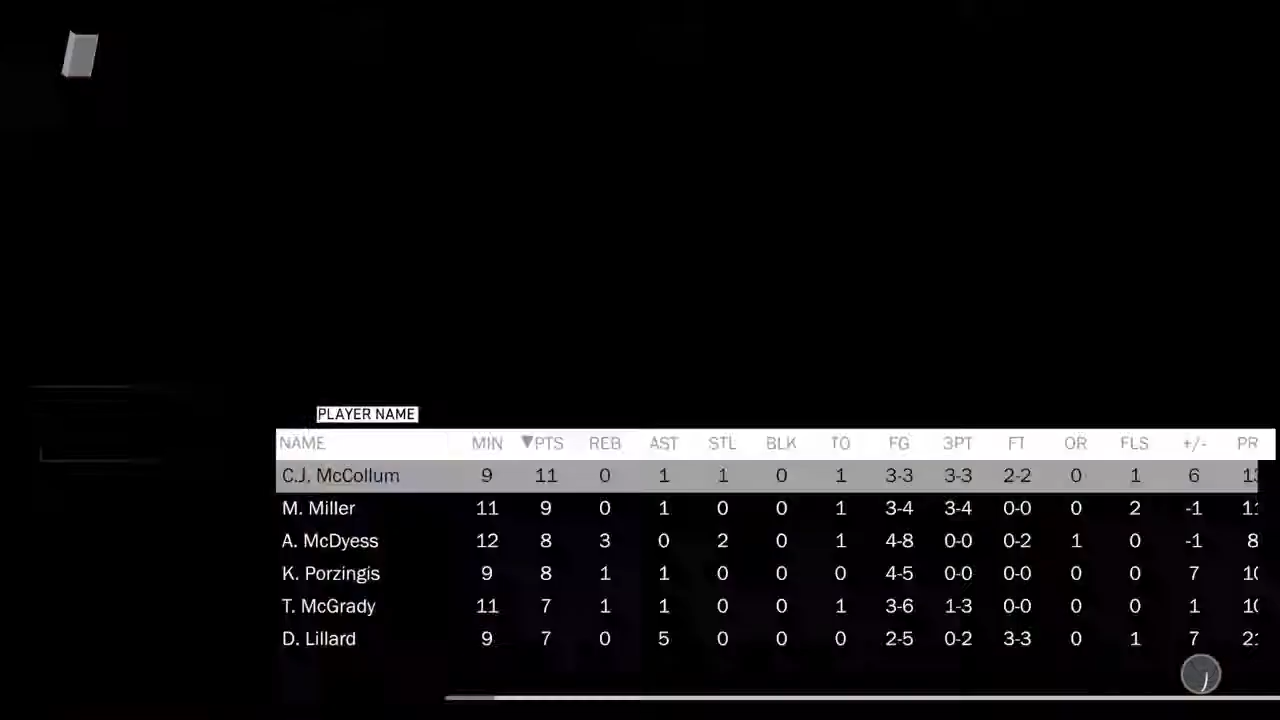 PLAYER NAME
NAME MIN ▼PTS REB AST STL BLK TO FG 3PT FT OR FLS +/- PR
C.J. McCollum 9 11 0 1 1 0 1 3-3 3-3 2-2 0 1 6
M. Miller 11 9 0 1 0 0 1 3-4 3-4 0-0 0 2 -1
A. McDyess 12 8 3 0 2 0 1 4-8 0-0 0-2 1 0 -1 8
K. Porzingis 9 8 1 1 0 0 0 4-5 0-0 0-0 0 0 7
T. McGrady 11 7 1 1 0 0 1 3-6 1-3 0-0 0 0 1
D. Lillard 9 7 0 5 0 0 0 2-5 0-2 3-3 0 1 7